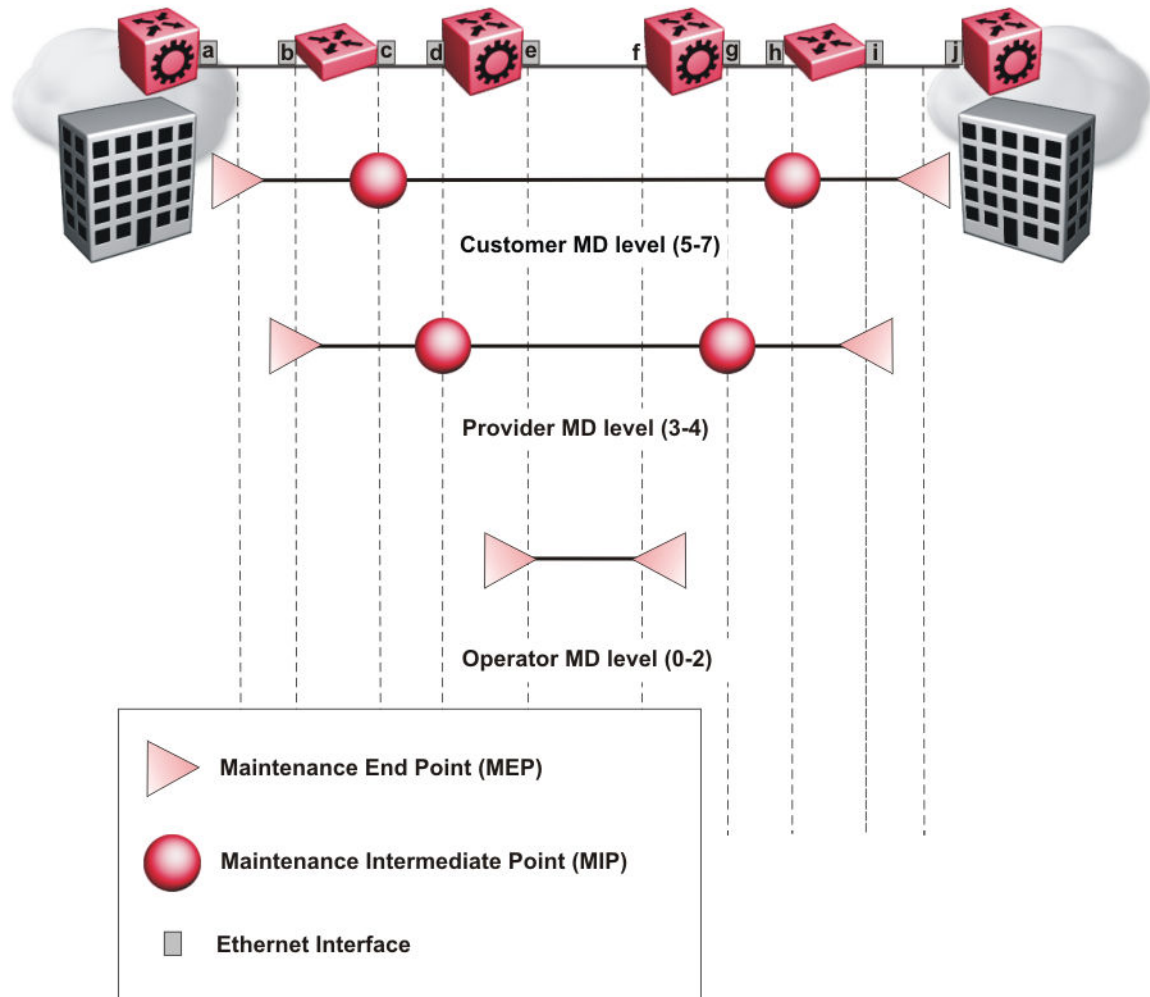 a b c d e f g h i j
Customer MD level (5-7)
Provider MD level (3-4)
Operator MD level (0-2)
Maintenance End Point (MEP)
Maintenance Intermediate Point (MIP)
Ethernet Interface